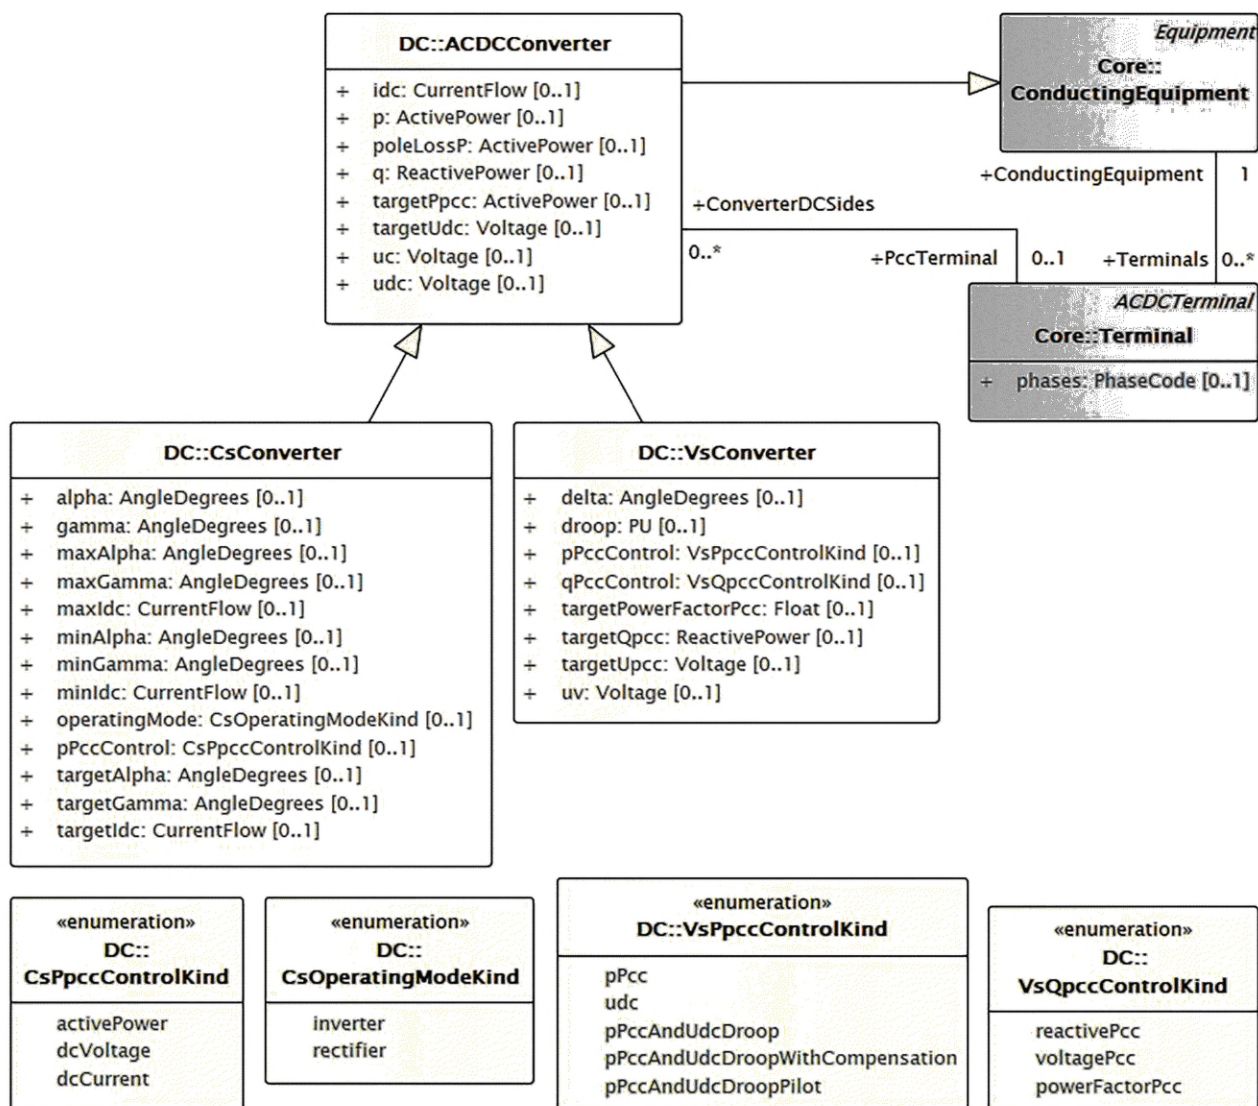 DC::ACDCConverter
+ idc: CurrentFlow [0..1]
+ p: ActivePower [0..1]
+ poleLossP: ActivePower [0..1]
+ q: ReactivePower [0..1]
+ targetPpcc: ActivePower [0..1]
+ targetUdc: Voltage [0..1]
+ uc: Voltage [0..1]
+ udc: Voltage [0..1]
Equipment
Core::
ConductingEquipment
+ConductingEquipment 1
+ConverterDCSides
0..*
+PccTerminal 0..1
+Terminals 0..*
ACDCTerminal
Core::Terminal
+ phases: PhaseCode [0..1]
DC::CsConverter
+ alpha: AngleDegrees [0..1]
+ gamma: AngleDegrees [0..1]
+ maxAlpha: AngleDegrees [0..1]
+ maxGamma: AngleDegrees [0..1]
+ maxIdc: CurrentFlow [0..1]
+ minAlpha: AngleDegrees [0..1]
+ minGamma: AngleDegrees [0..1]
+ minIdc: CurrentFlow [0..1]
+ operatingMode: CsOperatingModeKind [0..1]
+ pPccControl: CsPpccControlKind [0..1]
+ targetAlpha: AngleDegrees [0..1]
+ targetGamma: AngleDegrees [0..1]
+ targetIdc: CurrentFlow [0..1]
DC::VsConverter
+ delta: AngleDegrees [0..1]
+ droop: PU [0..1]
+ pPccControl: VsPpccControlKind [0..1]
+ qPccControl: VsQpccControlKind [0..1]
+ targetPowerFactorPcc: Float [0..1]
+ targetQpcc: ReactivePower [0..1]
+ targetUpcc: Voltage [0..1]
+ uv: Voltage [0..1]
«enumeration»
DC::
CsPpccControlKind
activePower
dcVoltage
dcCurrent
«enumeration»
DC::
CsOperatingModeKind
inverter
rectifier
«enumeration»
DC::VsPpccControlKind
pPcc
udc
pPccAndUdcDroop
pPccAndUdcDroopWithCompensation
pPccAndUdcDroopPilot
«enumeration»
DC::
VsQpccControlKind
reactivePcc
voltagePcc
powerFactorPcc